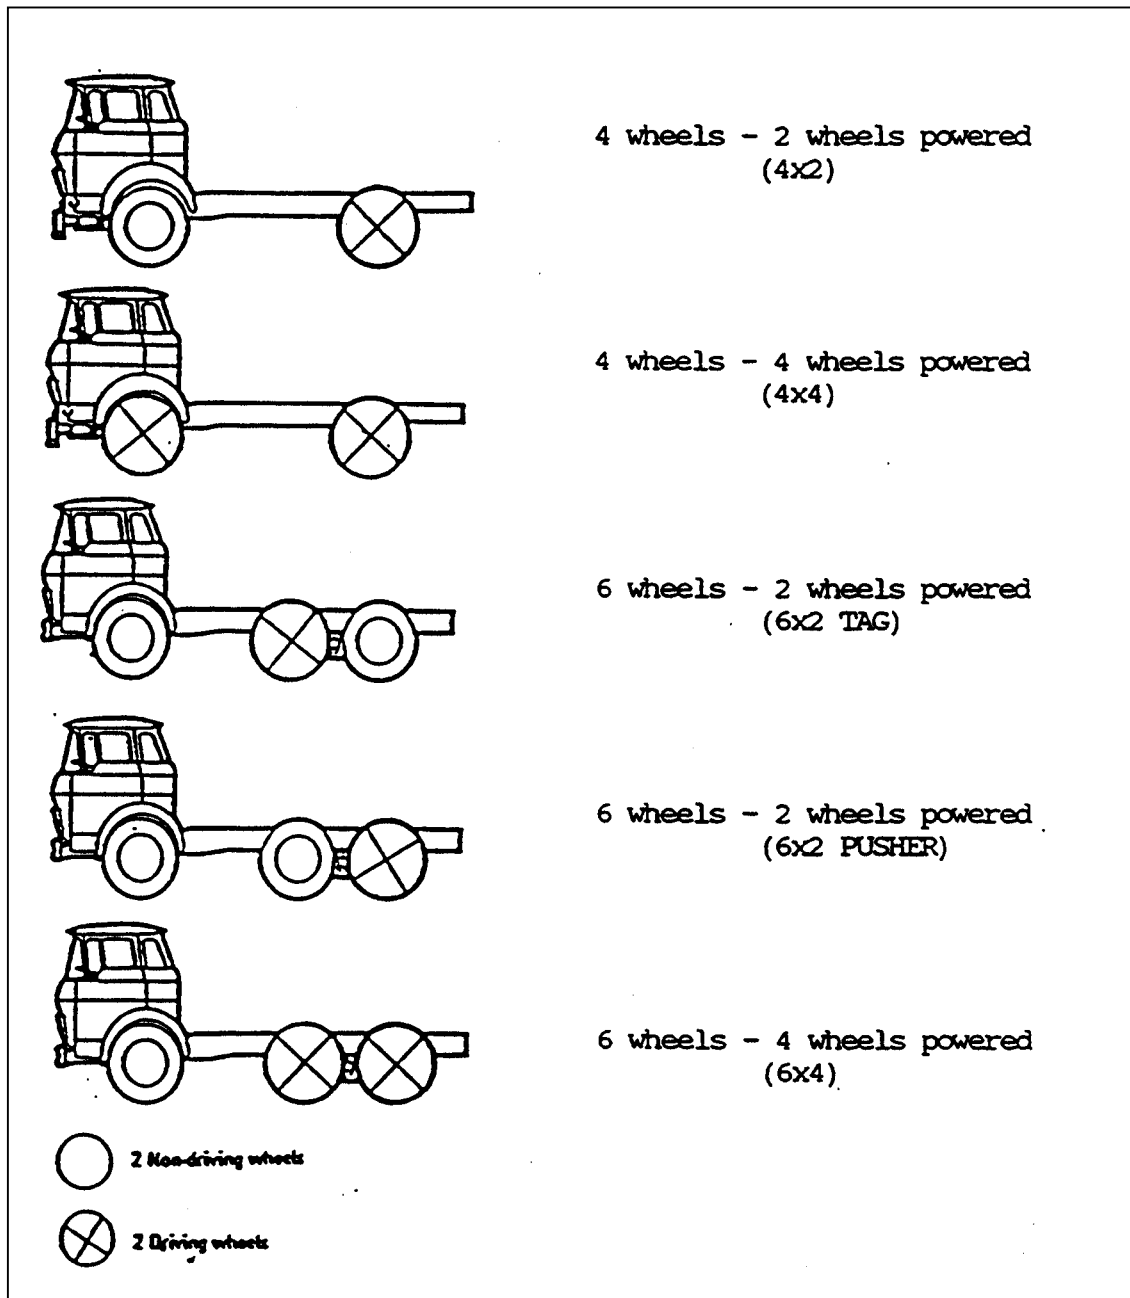 4 wheels - 2 wheels powered
(4x2)
4 wheels - 4 wheels powered
(4x4)
6 wheels - 2 wheels powered
(6x2 TAG)
6 wheels - 2 wheels powered
(6x2 PUSHER)
6 wheels - 4 wheels powered
(6x4)
2 Non-driving wheels
2 Driving wheels